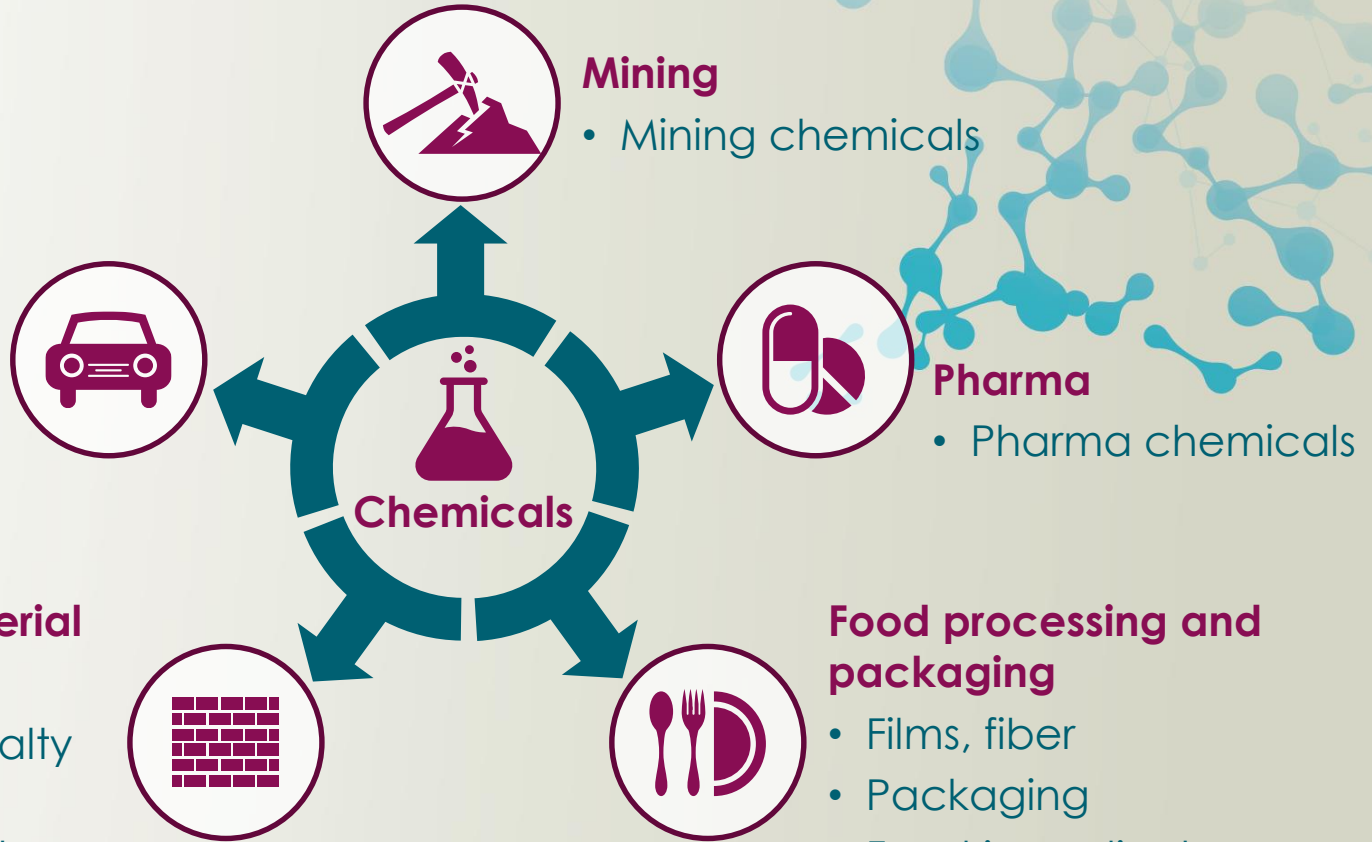 Mining
• Mining chemicals
Pharma
• Pharma chemicals
Chemicals
erial
alty
Food processing and
packaging
• Films, fiber
• Packaging